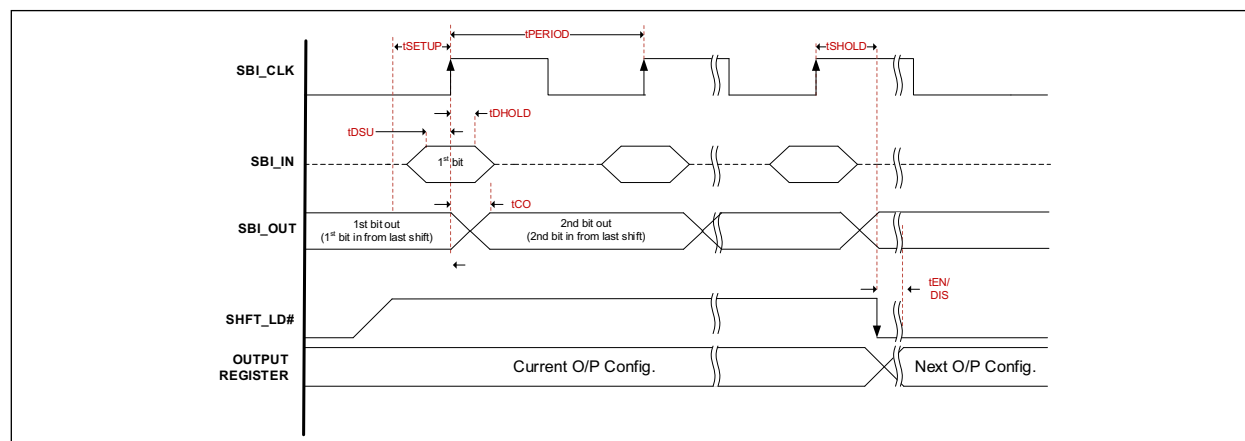 tSETUP
tPERIOD
tSHOLD
SBI_CLK
tDHOLD
tDSU
SBI_IN
1st bit
tCO
SBI_OUT
1st bit out
(1st bit in from last shift)
2nd bit out
(2nd bit in from last shift)
tEN/
DIS
SHFT_LD#
OUTPUT
REGISTER
Current O/P Config.
Next O/P Config.